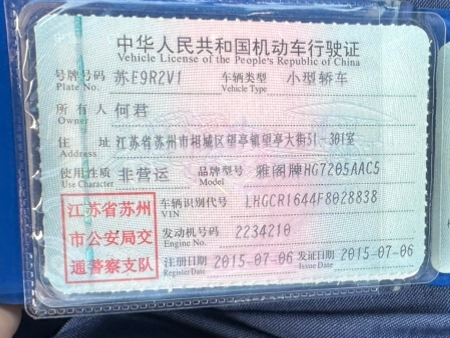 中华人民共和国机动车行驶证
Vehicle License of the People's Republic of China
号牌号码 苏E9R2V1 车辆类型 小型轿车
Plate No. Vehicle Type
所有人 何君
Owner
住址 江苏省苏州市相城区望亭镇望亭大街51-301室
Address
使用性质 非营运 品牌型号 雅阁牌HG7205AAC5
Use Character Model
江苏省苏州
市公安局交
通警察支队
车辆识别代号 LHGCR1644F8028838
VIN
发动机号码 2234210
Engine No.
注册日期 2015-07-06 发证日期 2015-07-06
Register Date Issue Date